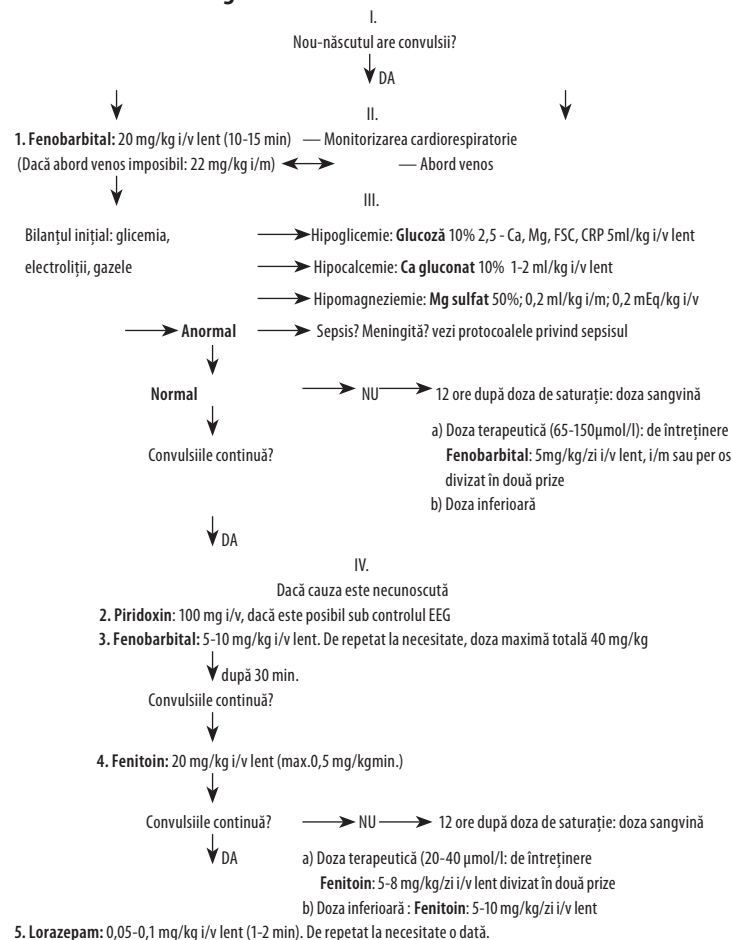 I.
Nou-născutul are convulsii?
DA
II.
1. Fenobarbital: 20 mg/kg i/v lent (10-15 min) — Monitorizarea cardiorespiratorie
(Dacă abord venos imposibil: 22 mg/kg i/m) — Abord venos
III.
Bilanțul inițial: glicemia, Hipoglicemie: Glucoză 10% 2,5 - Ca, Mg, FSC, CRP 5ml/kg i/v lent
electroliții, gazele Hipocalcemie: Ca gluconat 10% 1-2 ml/kg i/v lent
Hipomagneziemie: Mg sulfat 50%; 0,2 ml/kg i/m; 0,2 mEq/kg i/v
Anormal Sepsis? Meningită? vezi protocoalele privind sepsisul
Normal NU 12 ore după doza de saturație: doza sangvină
a) Doza terapeutică (65-150μmol/l): de întreținere
Convulsiile continuă? Fenobarbital: 5mg/kg/zi i/v lent, i/m sau per os
divizat în două prize
b) Doza inferioară
DA
IV.
Dacă cauza este necunoscută
2. Piridoxin: 100 mg i/v, dacă este posibil sub controlul EEG
3. Fenobarbital: 5-10 mg/kg i/v lent. De repetat la necesitate, doza maximă totală 40 mg/kg
după 30 min.
Convulsiile continuă?
4. Fenitoin: 20 mg/kg i/v lent (max.0,5 mg/kgmin.)
Convulsiile continuă? NU 12 ore după doza de saturație: doza sangvină
DA a) Doza terapeutică (20-40 μmol/l: de întreținere
Fenitoin: 5-8 mg/kg/zi i/v lent divizat în două prize
b) Doza inferioară : Fenitoin: 5-10 mg/kg/zi i/v lent
5. Lorazepam: 0,05-0,1 mg/kg i/v lent (1-2 min). De repetat la necesitate o dată.